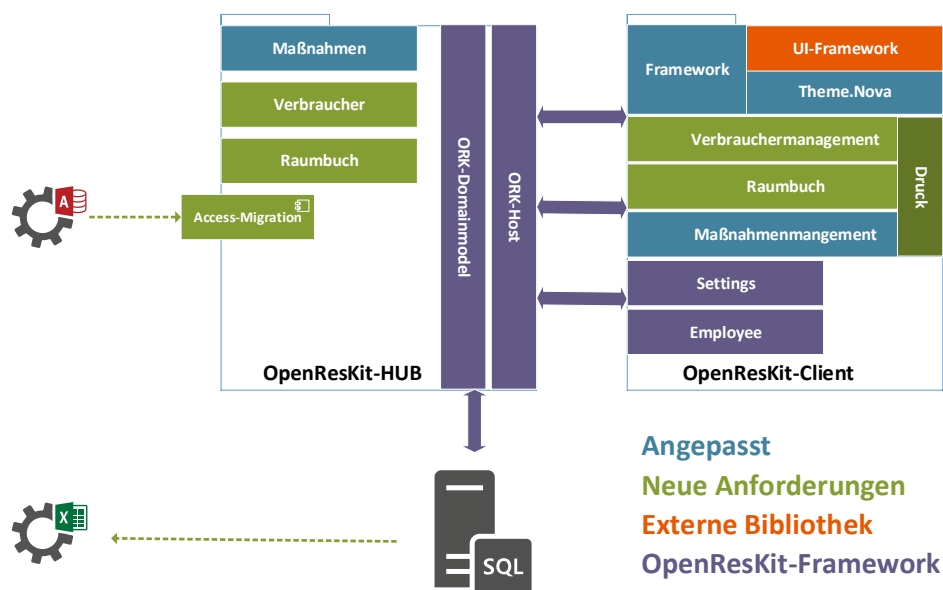 Maßnahmen
Verbraucher
Raumbuch
Access-Migration
A
ORK-Domainmodel
ORK-Host
OpenResKit-HUB
Framework
UI-Framework
Theme.Nova
Verbrauchermanagement
Raumbuch
Maßnahmenmangement
Druck
Settings
Employee
OpenResKit-Client
X
SQL
Angepasst
Neue Anforderungen
Externe Bibliothek
OpenResKit-Framework